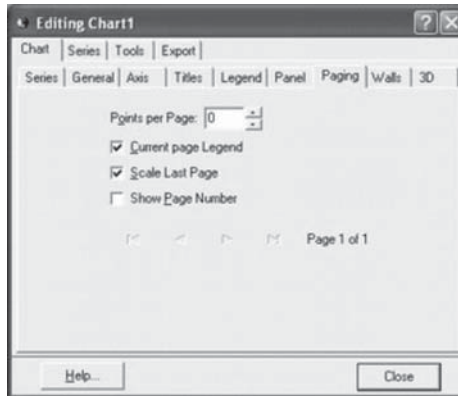 Editing Chart1
Chart Series Tools Export
Series General Axis Titles Legend Panel Paging Walls 3D
Points per Page: 0
Current page Legend
Scale Last Page
Show Page Number
Page 1 of 1
Help... Close